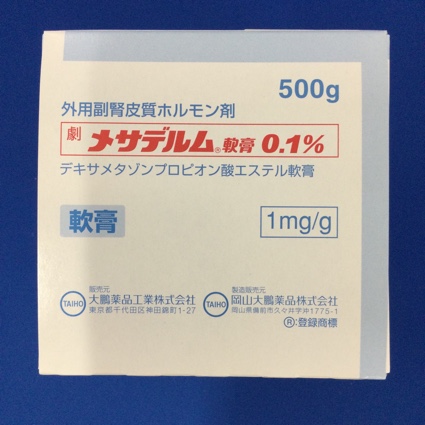 500g
外用副腎皮質ホルモン剤
劇 メサデルム®軟膏 0.1%
デキサメタゾンプロピオン酸エステル軟膏
軟膏 1mg/g
販売元 製造販売元
TAIHO 大鵬薬品工業株式会社 TAIHO 岡山大鵬薬品株式会社
東京都千代田区神田錦町1-27 岡山県備前市久々井字沖1775-1
®:登録商標